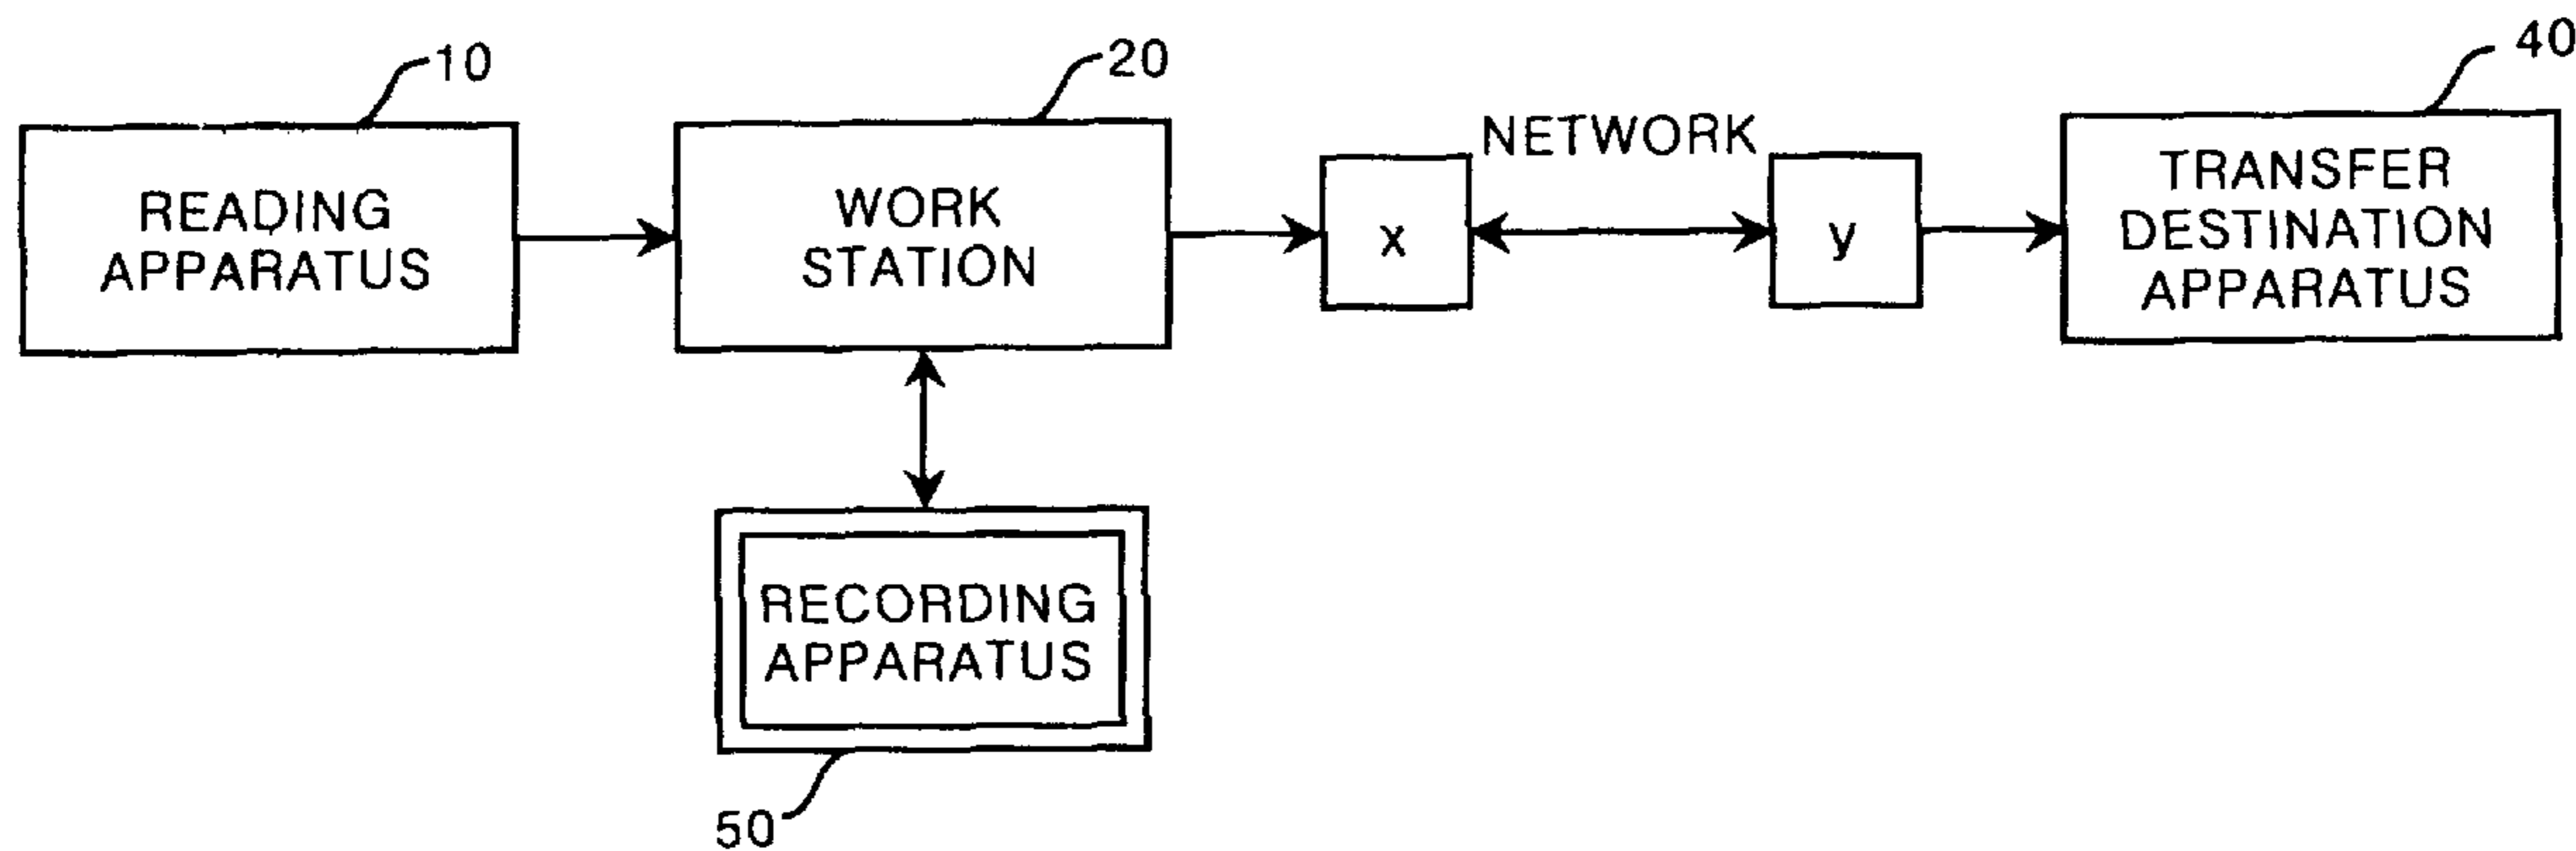 10
20
40
NETWORK
READING
APPARATUS
WORK
STATION
x
y
TRANSFER
DESTINATION
APPARATUS
RECORDING
APPARATUS
50